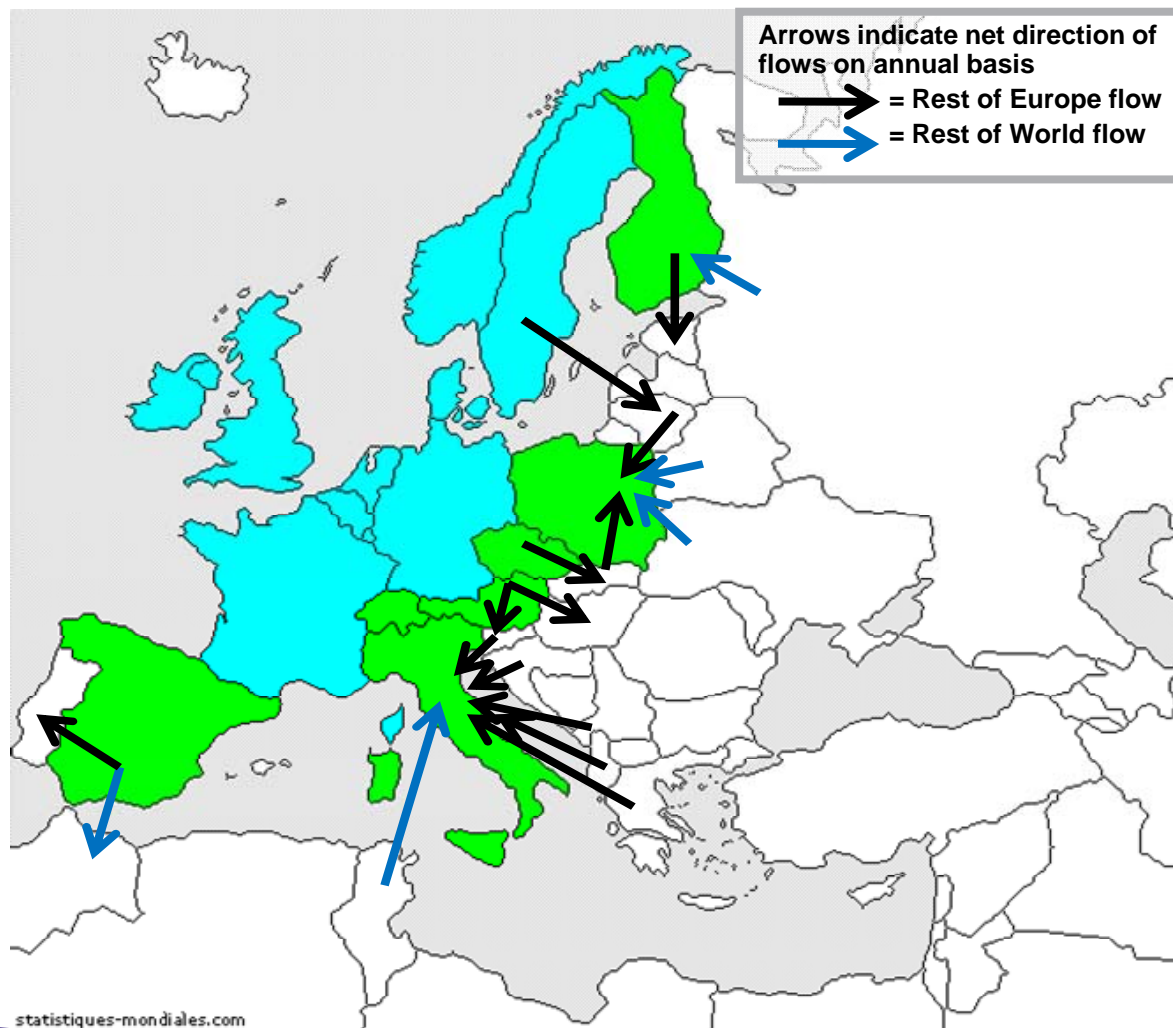 Arrows indicate net direction of
flows on annual basis
= Rest of Europe flow
= Rest of World flow
statistiques-mondiales.com